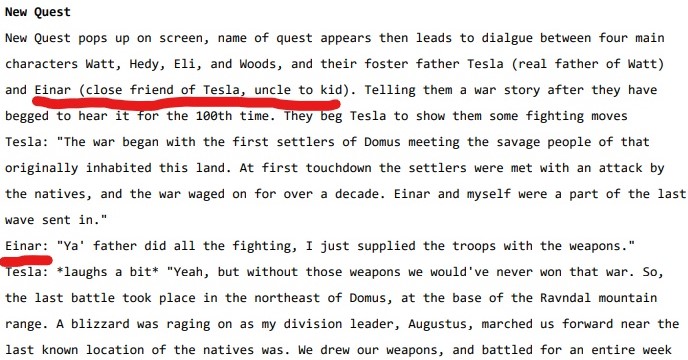 New Quest
New Quest pops up on screen, name of quest appears then leads to dialgue between four main
characters Watt, Hedy, Eli, and Woods, and their foster father Tesla (real father of Watt)
and Einar (close friend of Tesla, uncle to kid). Telling them a war story after they have
begged to hear it for the 100th time. They beg Tesla to show them some fighting moves
Tesla: "The war began with the first settlers of Domus meeting the savage people of that
originally inhabited this land. At first touchdown the settlers were met with an attack by
the natives, and the war waged on for over a decade. Einar and myself were a part of the last
wave sent in."
Einar: "Ya' father did all the fighting, I just supplied the troops with the weapons."
Tesla: *laughs a bit* "Yeah, but without those weapons we would've never won that war. So,
the last battle took place in the northeast of Domus, at the base of the Ravndal mountain
range. A blizzard was raging on as my division leader, Augustus, marched us forward near the
last known location of the natives was. We drew our weapons, and battled for an entire week